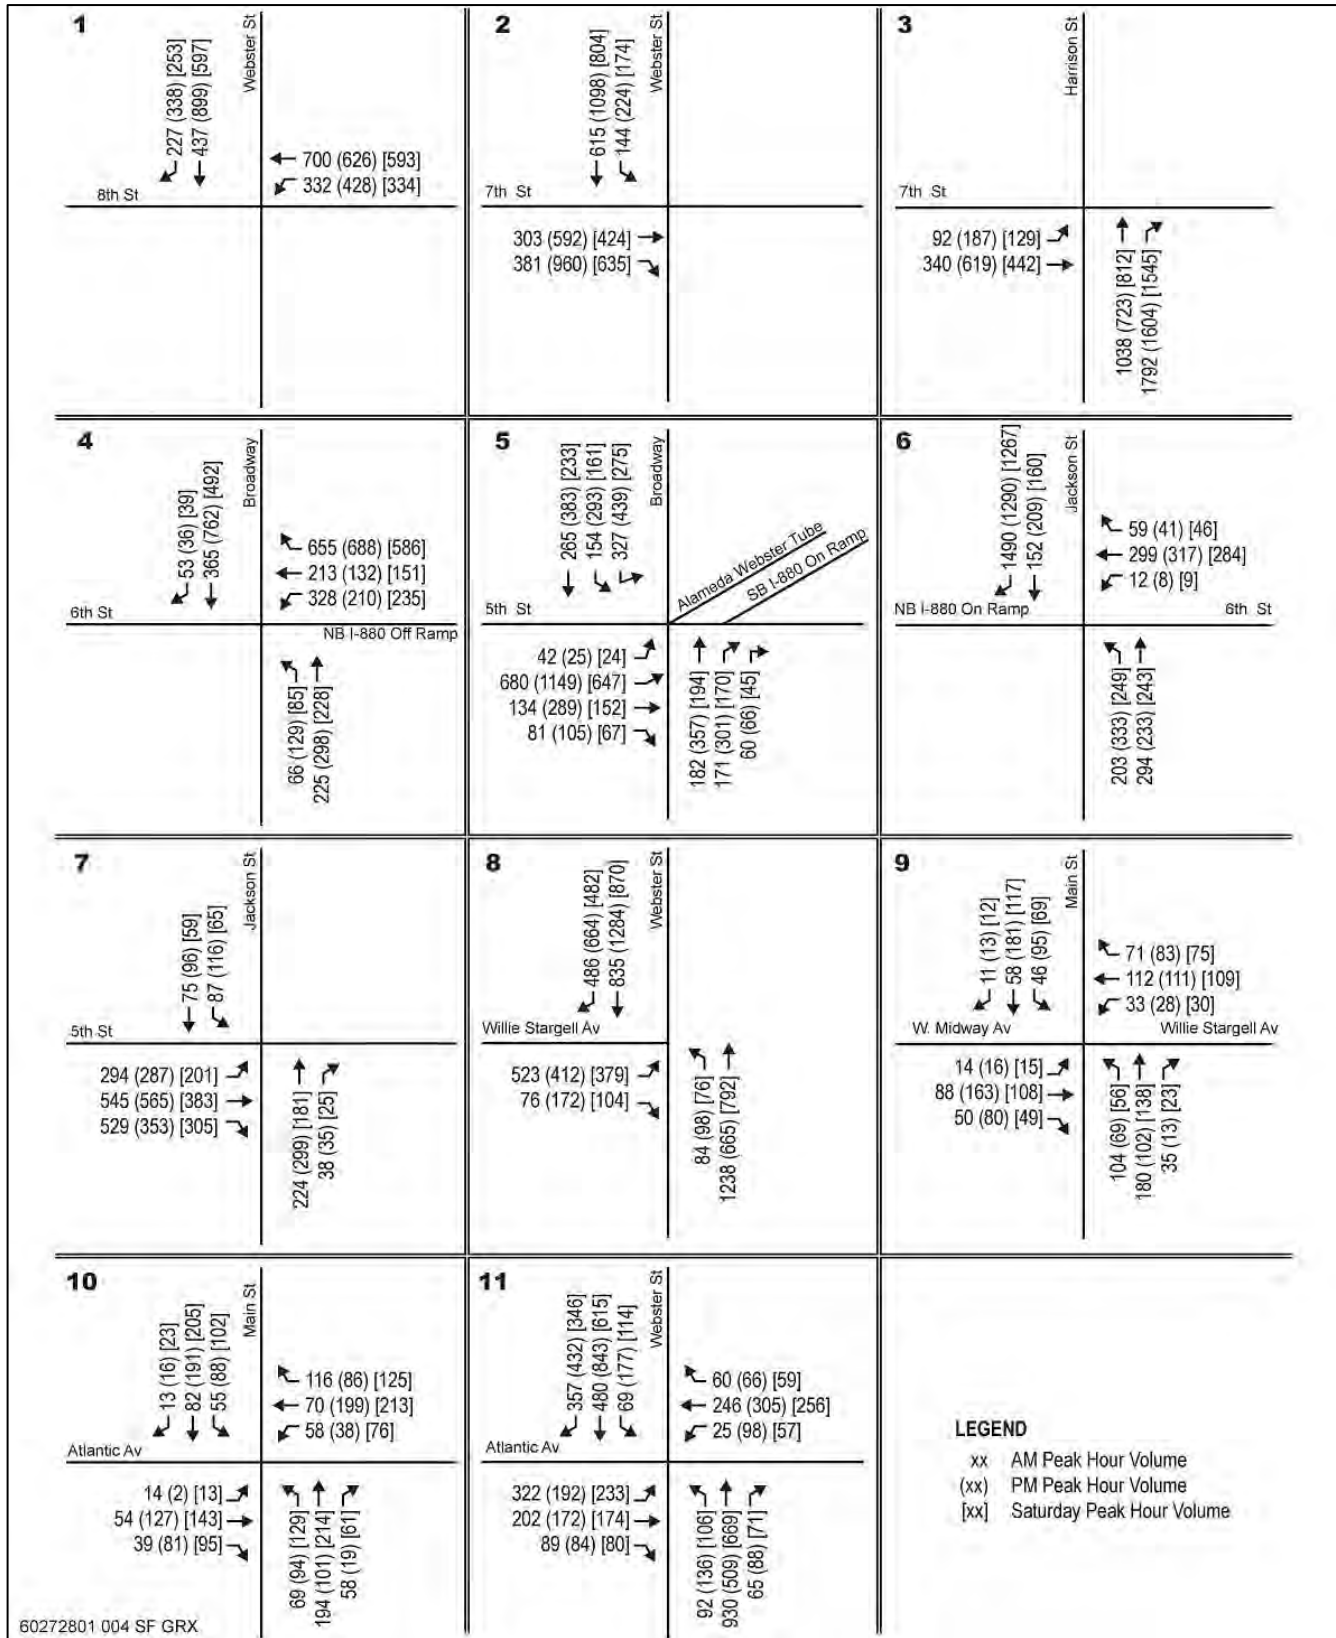 1
Webster St
227 (338) [253]
437 (899) [597]
700 (626) [593]
332 (428) [334]
8th St
2
Webster St
615 (1098) [804]
144 (224) [174]
7th St
303 (592) [424]
381 (960) [635]
3
Harrison St
7th St
92 (187) [129]
340 (619) [442]
1038 (723) [812]
1792 (1604) [1545]
4
Broadway
53 (36) [39]
365 (762) [492]
655 (688) [586]
213 (132) [151]
328 (210) [235]
6th St
NB I-880 Off Ramp
66 (129) [85]
225 (298) [228]
5
Broadway
265 (383) [233]
154 (293) [161]
327 (439) [275]
Alameda Webster Tube
SB I-880 On Ramp
5th St
42 (25) [24]
680 (1149) [647]
134 (289) [152]
81 (105) [67]
182 (357) [194]
171 (301) [170]
60 (66) [45]
6
Jackson St
1490 (1290) [1267]
152 (209) [160]
59 (41) [46]
299 (317) [284]
12 (8) [9]
NB I-880 On Ramp
6th St
203 (333) [249]
294 (233) [243]
7
Jackson St
75 (96) [59]
87 (116) [65]
5th St
294 (287) [201]
545 (565) [383]
529 (353) [305]
224 (299) [181]
38 (35) [25]
8
Webster St
486 (664) [482]
835 (1284) [870]
Willie Stargell Av
523 (412) [379]
76 (172) [104]
84 (98) [76]
1238 (665) [792]
9
Main St
11 (13) [12]
58 (181) [117]
46 (95) [69]
71 (83) [75]
112 (111) [109]
33 (28) [30]
W. Midway Av
Willie Stargell Av
14 (16) [15]
88 (163) [108]
50 (80) [49]
104 (69) [56]
180 (102) [138]
35 (13) [23]
10
Main St
13 (16) [23]
82 (191) [205]
55 (88) [102]
116 (86) [125]
70 (199) [213]
58 (38) [76]
Atlantic Av
14 (2) [13]
54 (127) [143]
39 (81) [95]
69 (94) [129]
194 (101) [214]
58 (19) [61]
11
Webster St
357 (432) [346]
480 (843) [615]
69 (177) [114]
60 (66) [59]
246 (305) [256]
25 (98) [57]
Atlantic Av
322 (192) [233]
202 (172) [174]
89 (84) [80]
92 (136) [106]
930 (509) [669]
65 (88) [71]
LEGEND
xx AM Peak Hour Volume
(xx) PM Peak Hour Volume
[xx] Saturday Peak Hour Volume
60272801 004 SF GRX